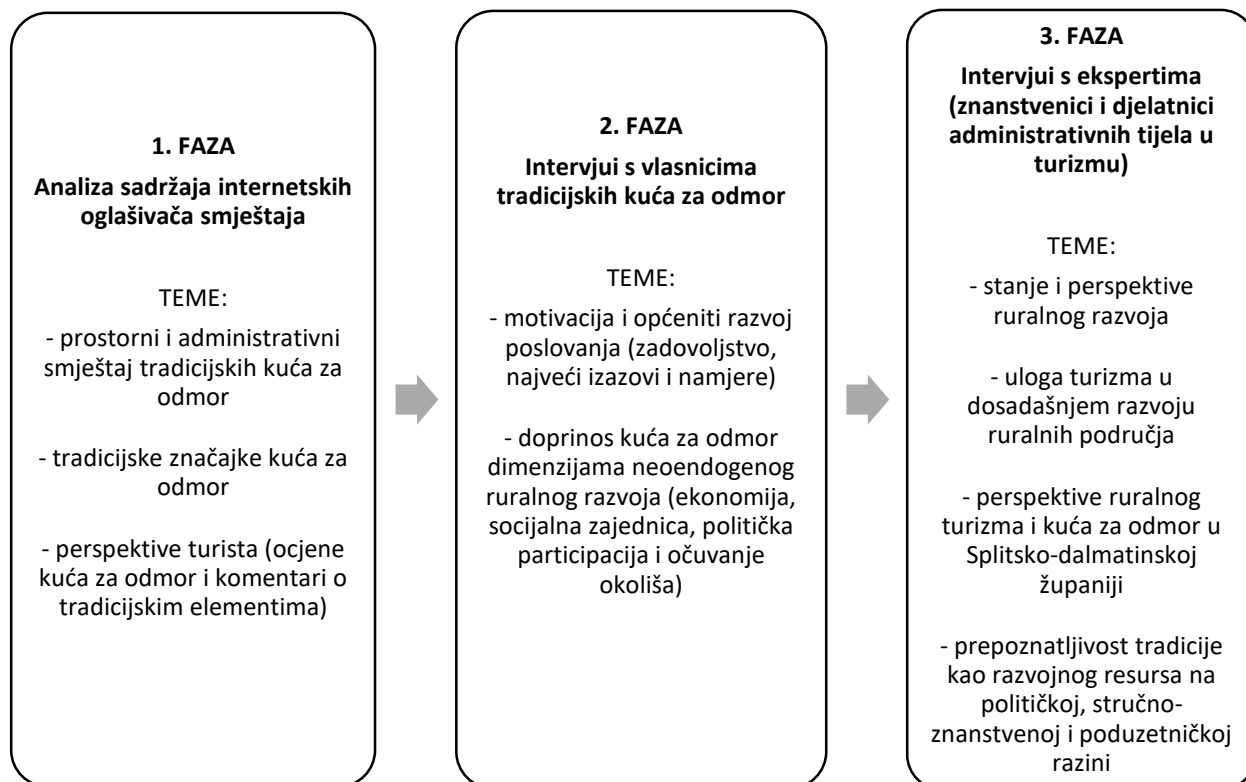 1. FAZA
Analiza sadržaja internetskih
oglašivača smještaja
TEME:
- prostorni i administrativni
smještaj tradicijskih kuća za
odmor
- tradicijske značajke kuća za
odmor
- perspektive turista (ocjene
kuća za odmor i komentari o
tradicijskim elementima)
2. FAZA
Intervjui s vlasnicima
tradicijskih kuća za odmor
TEME:
- motivacija i općeniti razvoj
poslovanja (zadovoljstvo,
najveći izazovi i namjere)
- doprinos kuća za odmor
dimenzijama neoendogenog
ruralnog razvoja (ekonomija,
socijalna zajednica, politička
participacija i očuvanje
okoliša)
3. FAZA
Intervjui s ekspertima
(znanstvenici i djelatnici
administrativnih tijela u
turizmu)
TEME:
- stanje i perspektive
ruralnog razvoja
- uloga turizma u
dosadašnjem razvoju
ruralnih područja
- perspektive ruralnog
turizma i kuća za odmor u
Splitsko-dalmatinskoj
županiji
- prepoznatljivost tradicije
kao razvojnog resursa na
političkoj, stručno-
znanstvenoj i poduzetničkoj
razini